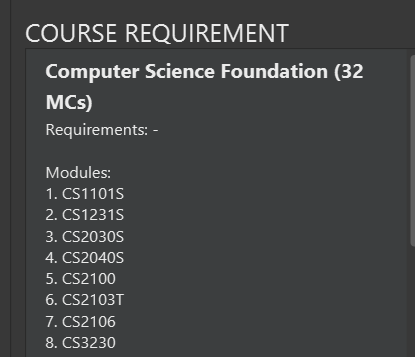 COURSE REQUIREMENT
Computer Science Foundation (32
MCs)
Requirements: -
Modules:
1. CS1101S
2. CS1231S
3. CS2030S
4. CS2040S
5. CS2100
6. CS2103T
7. CS2106
8. CS3230